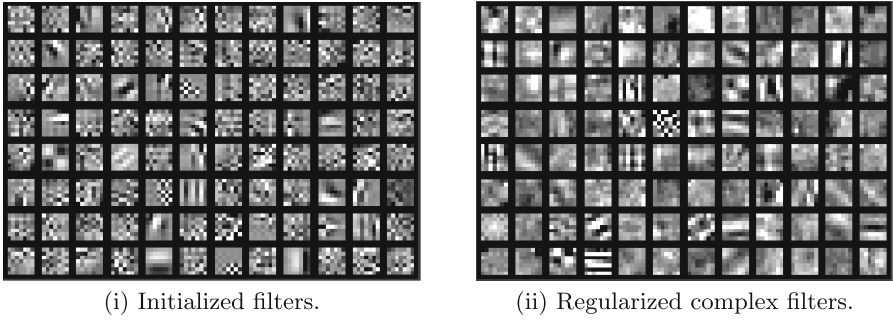 (i) Initialized filters.
(ii) Regularized complex filters.